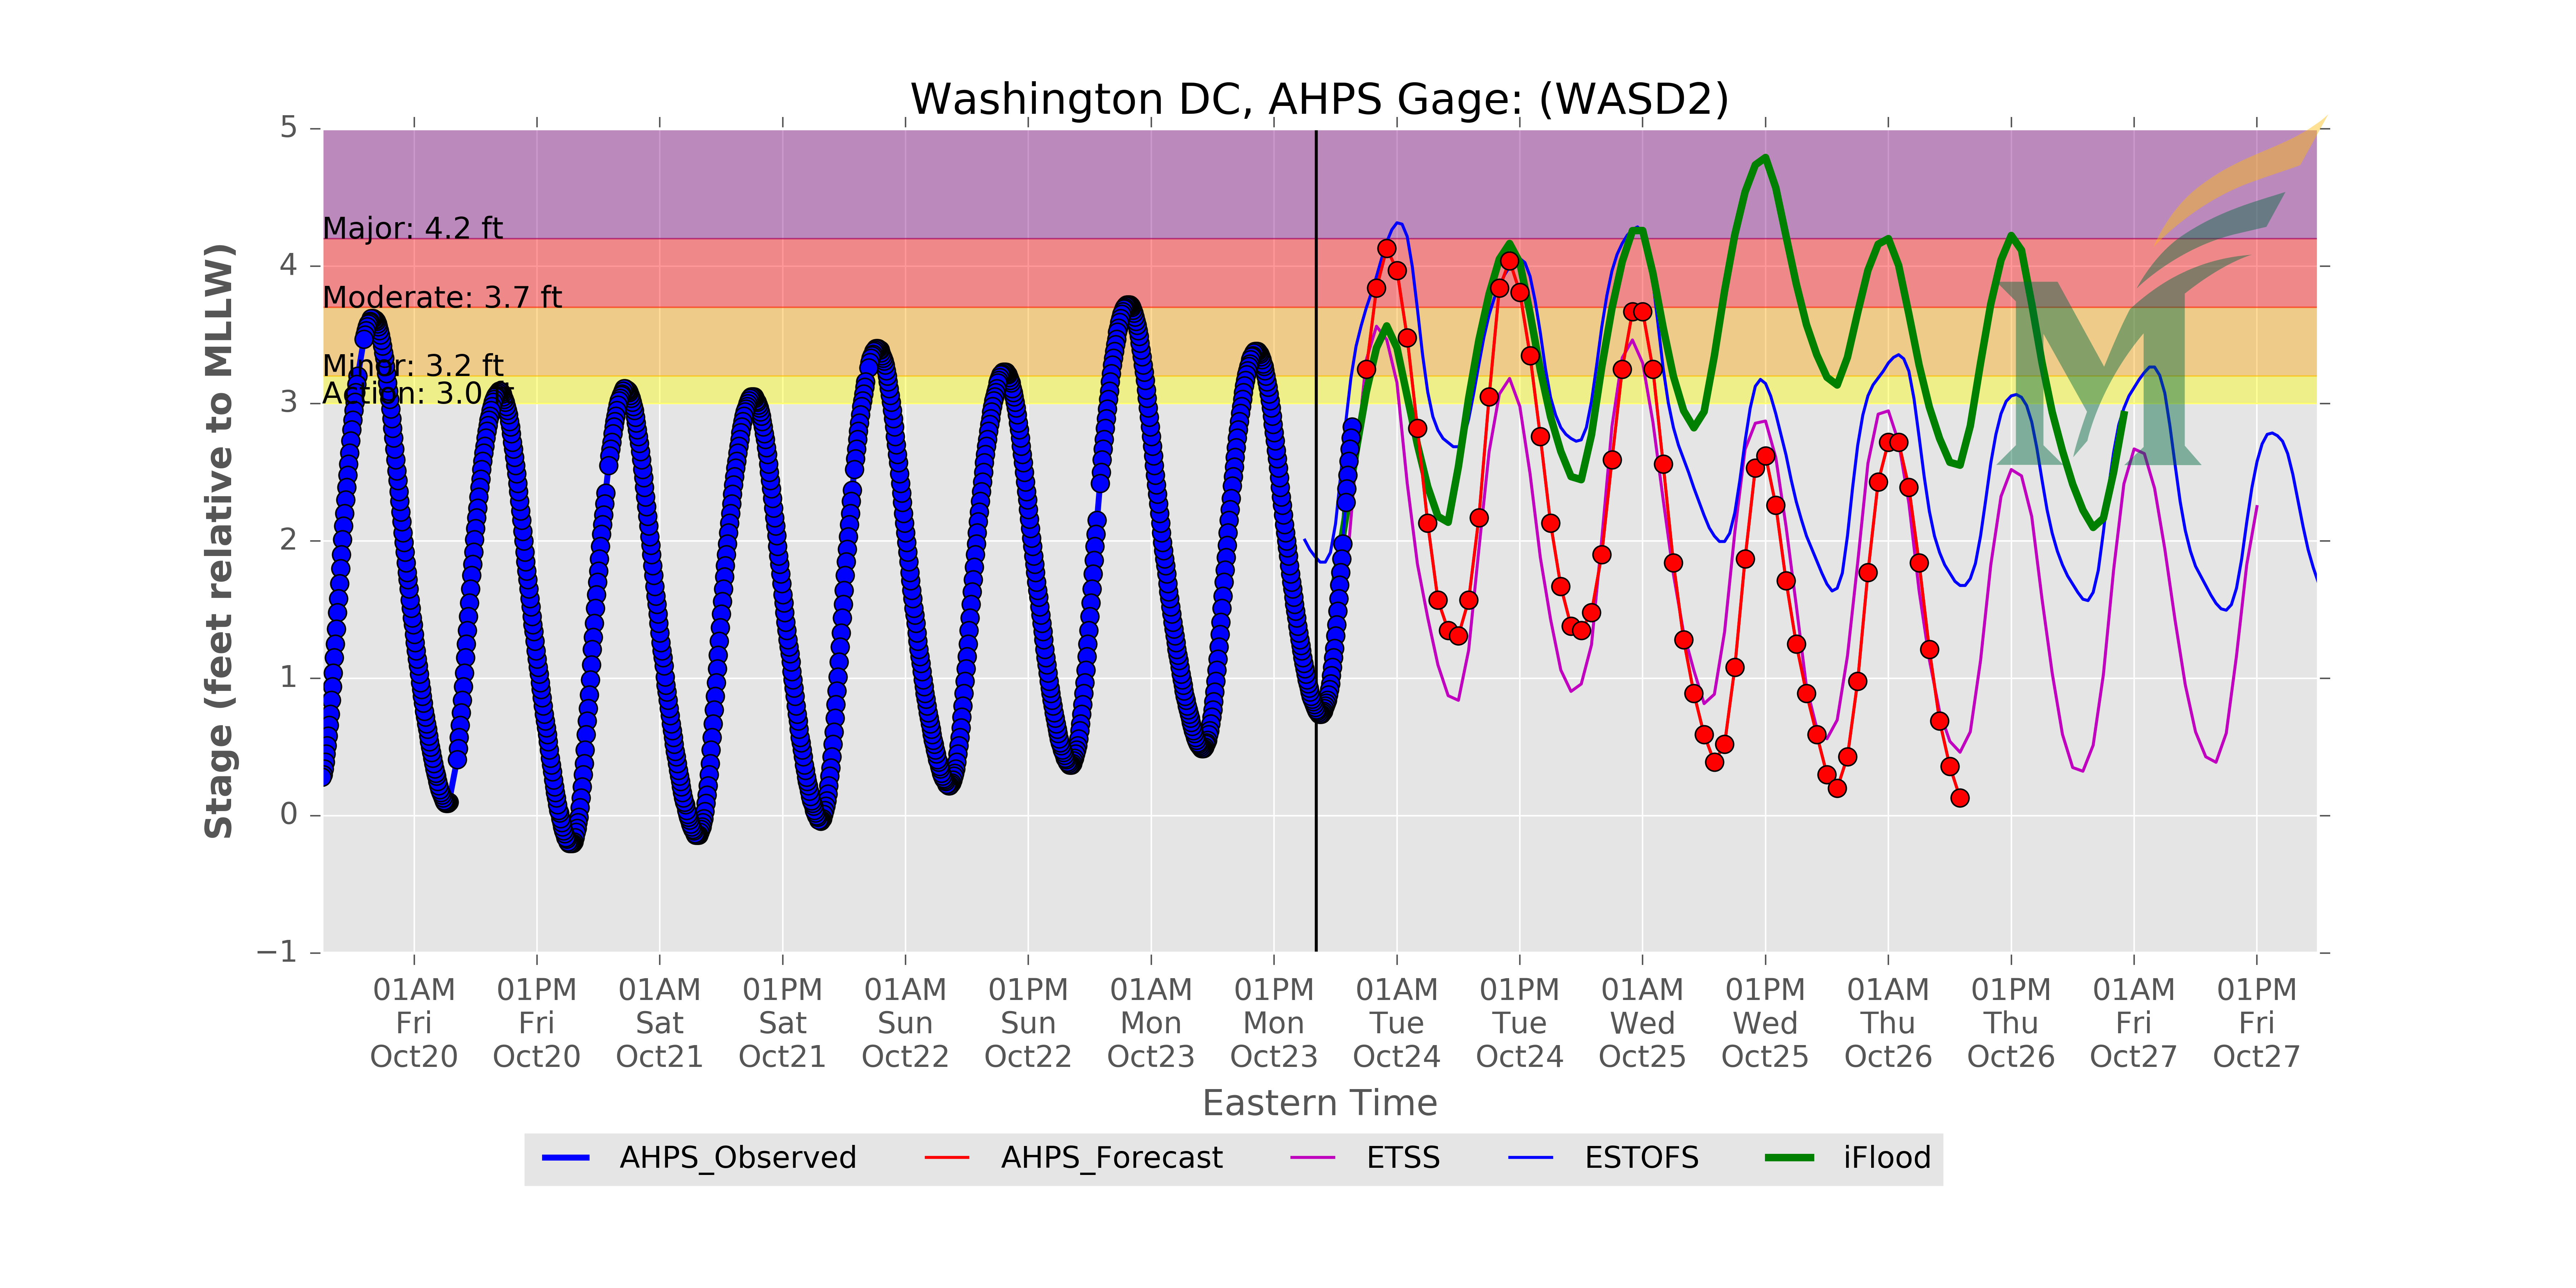 Washington DC, AHPS Gage: (WASD2)
5
4
3
2
1
0
−1
Stage (feet relative to MLLW)
Major: 4.2 ft
Moderate: 3.7 ft
Minor: 3.2 ft
Action: 3.0 ft
01AM 01PM 01AM 01PM 01AM 01PM 01AM 01PM 01AM 01PM 01AM 01PM 01AM 01PM 01AM 01PM
Fri Fri Sat Sat Sun Sun Mon Mon Tue Tue Wed Wed Thu Thu Fri Fri
Oct20 Oct20 Oct21 Oct21 Oct22 Oct22 Oct23 Oct23 Oct24 Oct24 Oct25 Oct25 Oct26 Oct26 Oct27 Oct27
Eastern Time
AHPS_Observed AHPS_Forecast ETSS ESTOFS iFlood